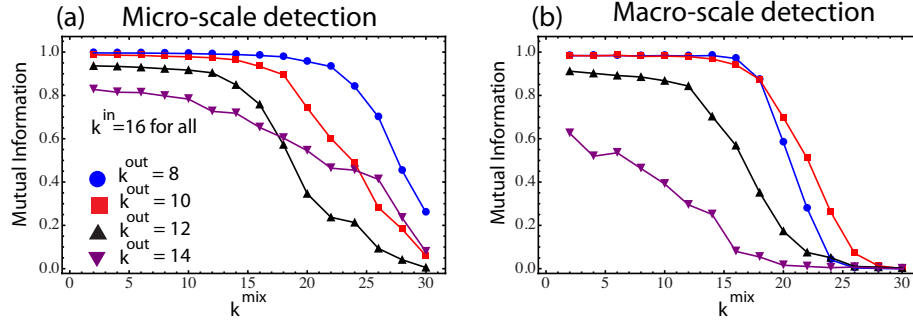 (a) Micro-scale detection
1.0
0.8
0.6
0.4
0.2
0.0
Mutual Information
k^in=16 for all
k^out = 8
k^out = 10
k^out = 12
k^out = 14
0 5 10 15 20 25 30
k^mix
(b) Macro-scale detection
1.0
0.8
0.6
0.4
0.2
0.0
Mutual Information
0 5 10 15 20 25 30
k^mix